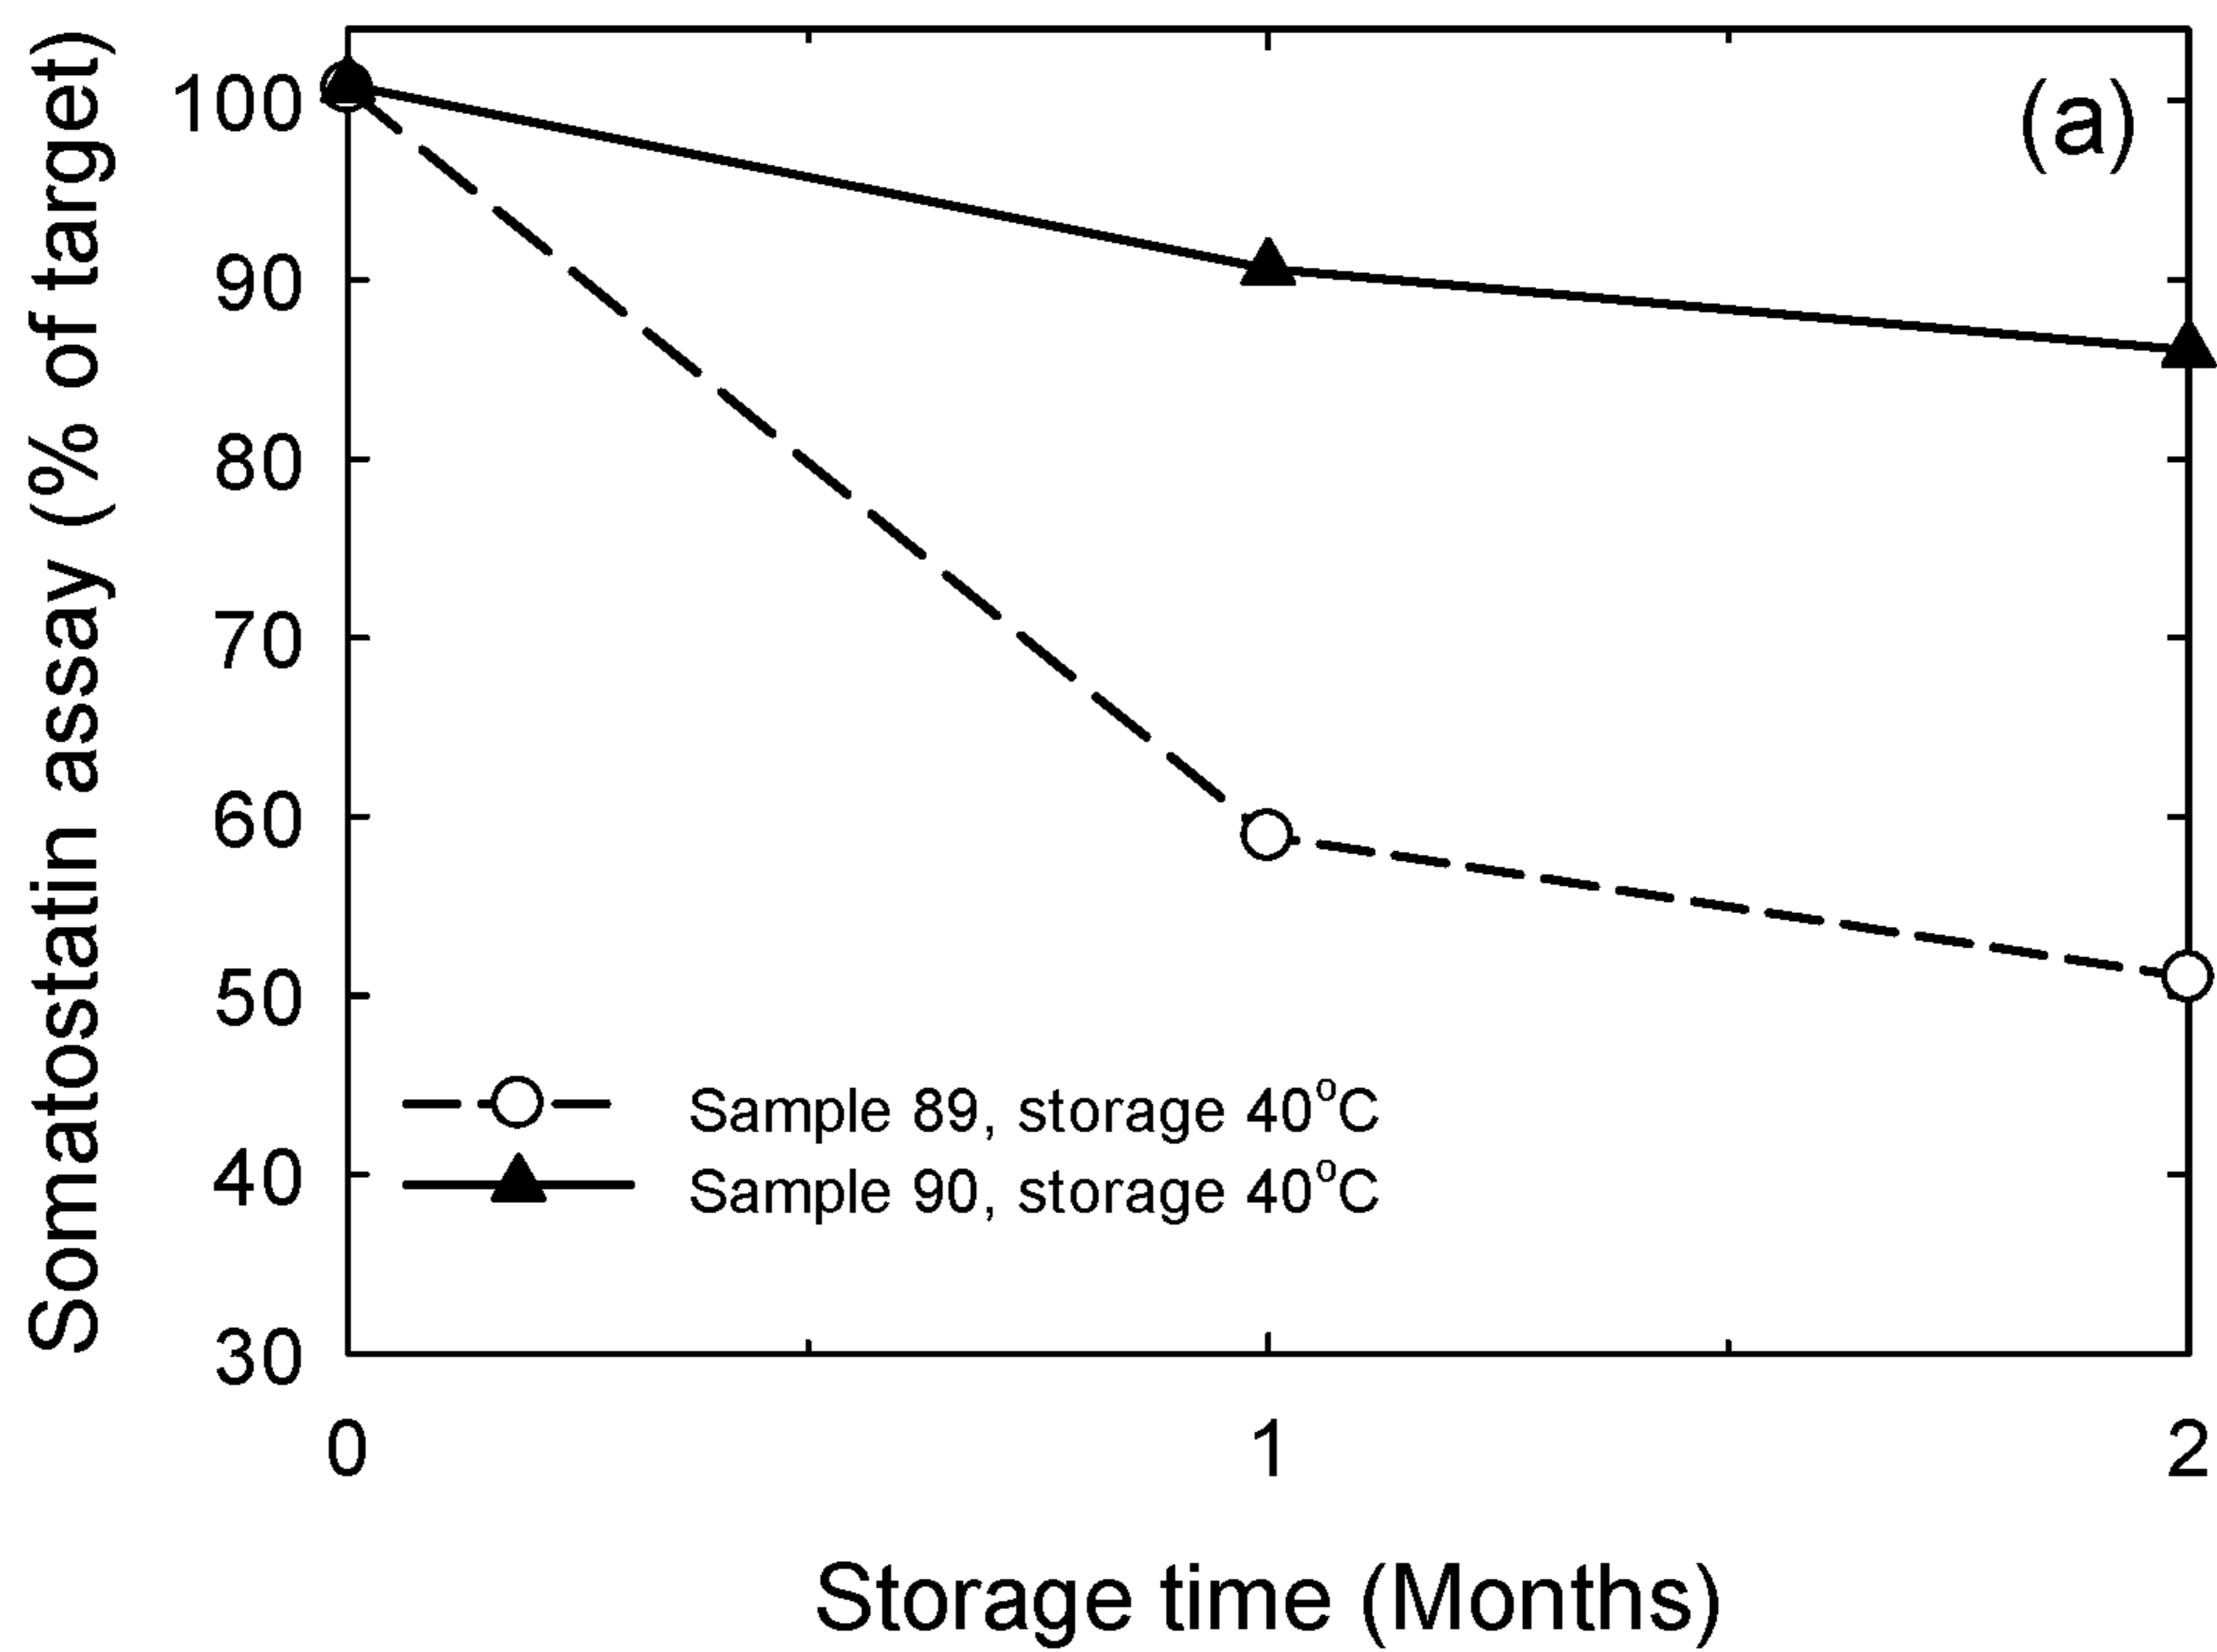 Somatostatin assay (% of target)
(a)
100
90
80
70
60
50
40
30
Sample 89, storage 40°C
Sample 90, storage 40°C
0 1 2
Storage time (Months)